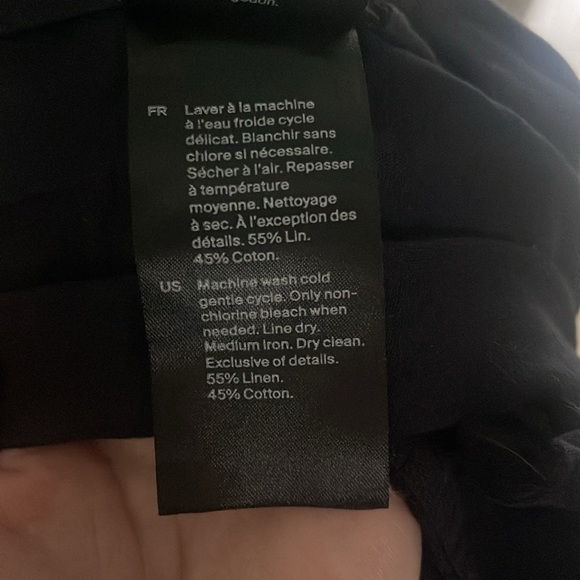 FR Laver à la machine
à l'eau froide cycle
délicat. Blanchir sans
chlore si nécessaire.
Sécher à l'air. Repasser
à température
moyenne. Nettoyage
à sec. À l'exception des
détails. 55% Lin.
45% Coton.
US Machine wash cold
gentle cycle. Only non-
chlorine bleach when
needed. Line dry.
Medium iron. Dry clean.
Exclusive of details.
55% Linen.
45% Cotton.